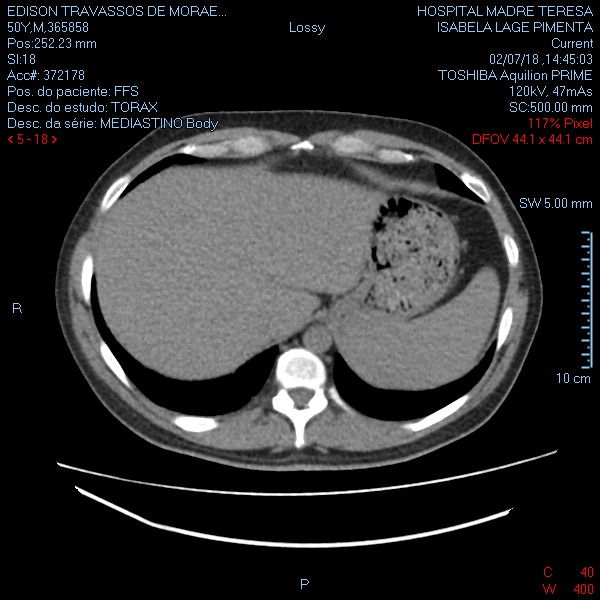 EDISON TRAVASSOS DE MORAE...
50Y,M,365858
Pos:252.23 mm
Sl:18
Acc#: 372178
Pos. do paciente: FFS
Desc. do estudo: TORAX
Desc. da série: MEDIASTINO Body
< 5 - 18 >
Lossy
HOSPITAL MADRE TERESA
ISABELA LAGE PIMENTA
Current
02/07/18 ,14:45:03
TOSHIBA Aquilion PRIME
120kV, 47mAs
SC:500.00 mm
117% Pixel
DFOV 44.1 x 44.1 cm
SW 5.00 mm
R
10 cm
P
C 40
W 400